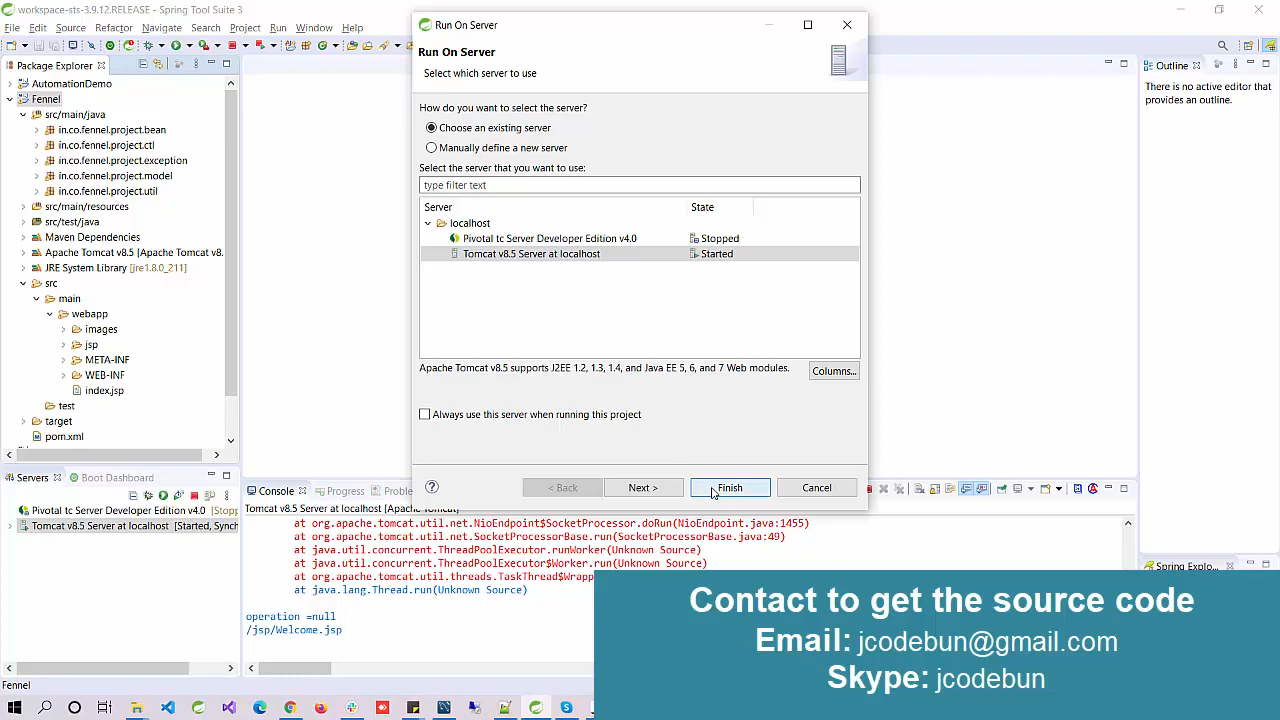 workspace-sts-3.9.12.RELEASE - Spring Tool Suite 3
File Edit Source Refactor Navigate Search Project Run Window Help
Package Explorer
AutomationDemo
Fennel
src/main/java
in.co.fennel.project.bean
in.co.fennel.project.ctl
in.co.fennel.project.exception
in.co.fennel.project.model
in.co.fennel.project.util
src/main/resources
src/test/java
Maven Dependencies
Apache Tomcat v8.5 [Apache Tomcat v8.
JRE System Library [jre1.8.0_211]
src
main
webapp
images
jsp
META-INF
WEB-INF
index.jsp
test
target
pom.xml
Run On Server
Run On Server
Select which server to use
How do you want to select the server?
Choose an existing server
Manually define a new server
Select the server that you want to use:
type filter text
Server State
localhost
Pivotal tc Server Developer Edition v4.0 Stopped
Tomcat v8.5 Server at localhost Started
Apache Tomcat v8.5 supports J2EE 1.2, 1.3, 1.4, and Java EE 5, 6, and 7 Web modules.
Columns...
Always use this server when running this project
< Back Next > Finish Cancel
Outline
There is no active editor that
provides an outline.
Servers Boot Dashboard
Pivotal tc Server Developer Edition v4.0 [Stopp
Tomcat v8.5 Server at localhost [Started, Synch
Console Progress Proble
Tomcat v8.5 Server at localhost [Apache Tomcat]
at org.apache.tomcat.util.net.NioEndpoint$SocketProcessor.doRun(NioEndpoint.java:1455)
at org.apache.tomcat.util.net.SocketProcessorBase.run(SocketProcessorBase.java:49)
at java.util.concurrent.ThreadPoolExecutor.runWorker(Unknown Source)
at java.util.concurrent.ThreadPoolExecutor$Worker.run(Unknown Source)
at org.apache.tomcat.util.threads.TaskThread$Wrapp
at java.lang.Thread.run(Unknown Source)
operation =null
/jsp/Welcome.jsp
Spring Explo...
Contact to get the source code
Email: jcodebun@gmail.com
Skype: jcodebun
Fennel